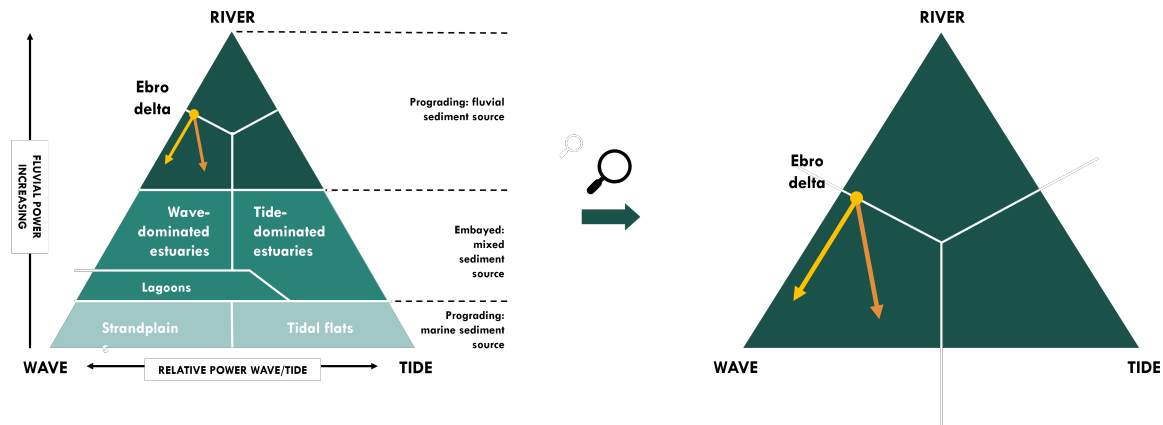 RIVER
Ebro
delta
Prograding: fluvial
sediment source
FLUVIAL POWER
INCREASING
Wave-
dominated
estuaries
Tide-
dominated
estuaries
Embayed:
mixed
sediment
source
Lagoons
Strandplain
Tidal flats
Prograding:
marine sediment
source
WAVE
RELATIVE POWER WAVE/TIDE
TIDE
RIVER
Ebro
delta
WAVE
TIDE